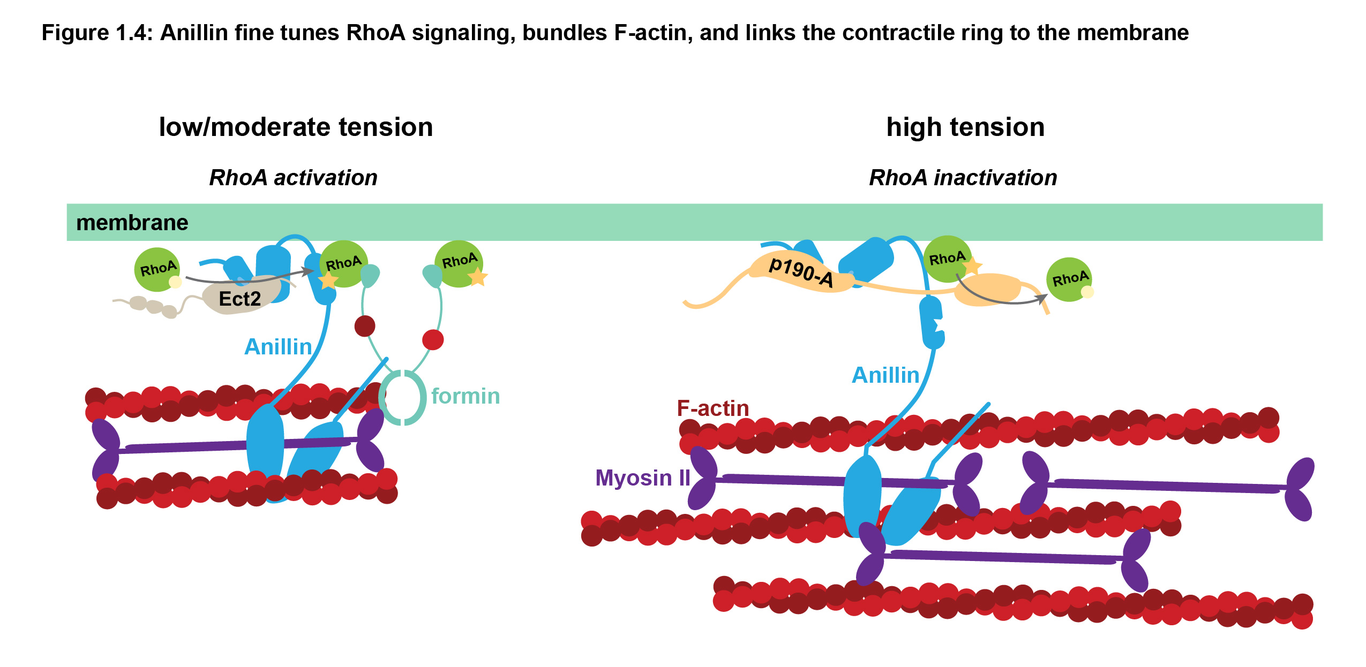 Figure 1.4: Anillin fine tunes RhoA signaling, bundles F-actin, and links the contractile ring to the membrane
low/moderate tension
RhoA activation
high tension
RhoA inactivation
membrane
RhoA
Ect2
RhoA
RhoA
Anillin
formin
p190-A
RhoA
RhoA
Anillin
F-actin
Myosin II